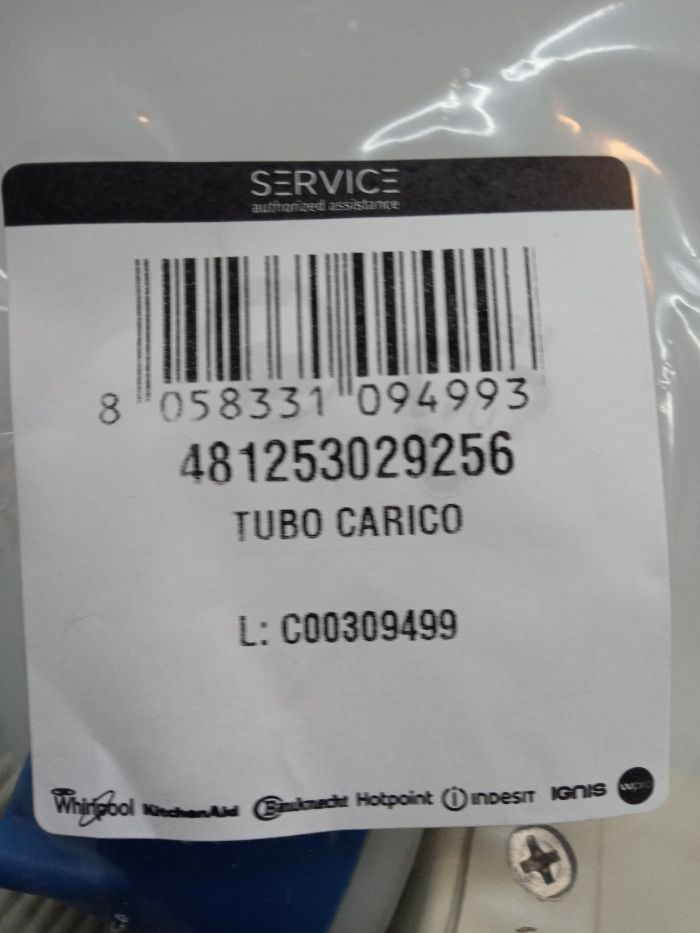 SERVICE
authorized assistance
8 058331 094993
481253029256
TUBO CARICO
L: C00309499
Whirlpool KitchenAid Bauknecht Hotpoint i INDESIT IGNIS wpro